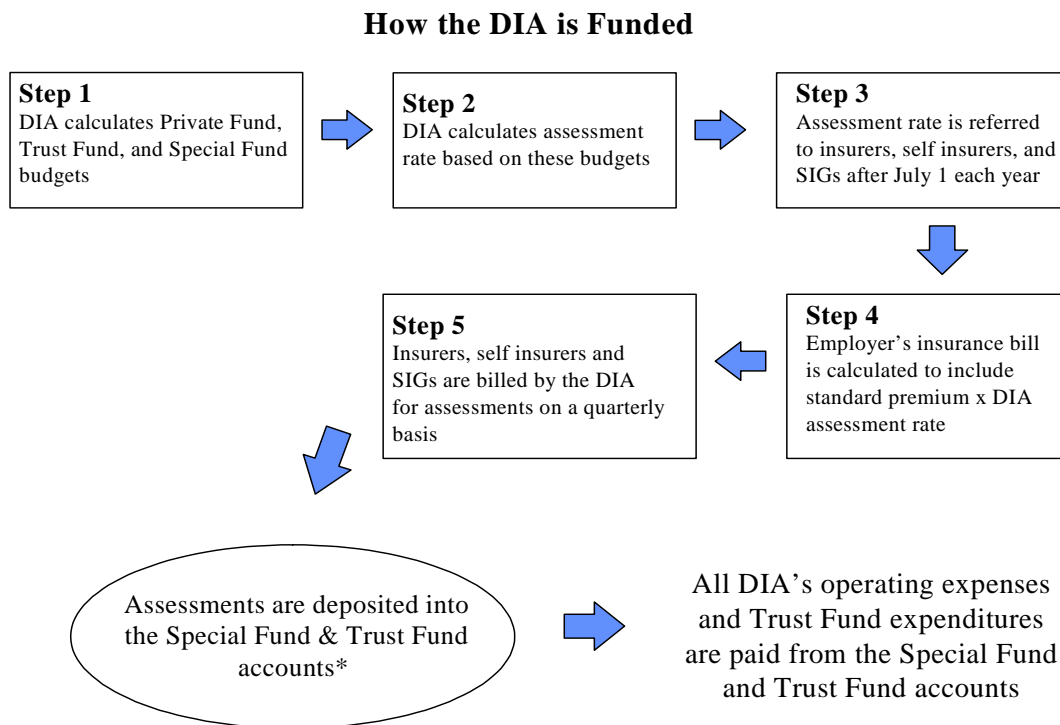 How the DIA is Funded
Step 1
DIA calculates Private Fund,
Trust Fund, and Special Fund
budgets
Step 2
DIA calculates assessment
rate based on these budgets
Step 3
Assessment rate is referred
to insurers, self insurers, and
SIGs after July 1 each year
Step 4
Employer’s insurance bill
is calculated to include
standard premium x DIA
assessment rate
Step 5
Insurers, self insurers and
SIGs are billed by the DIA
for assessments on a quarterly
basis
Assessments are deposited into
the Special Fund & Trust Fund
accounts*
All DIA’s operating expenses
and Trust Fund expenditures
are paid from the Special Fund
and Trust Fund accounts